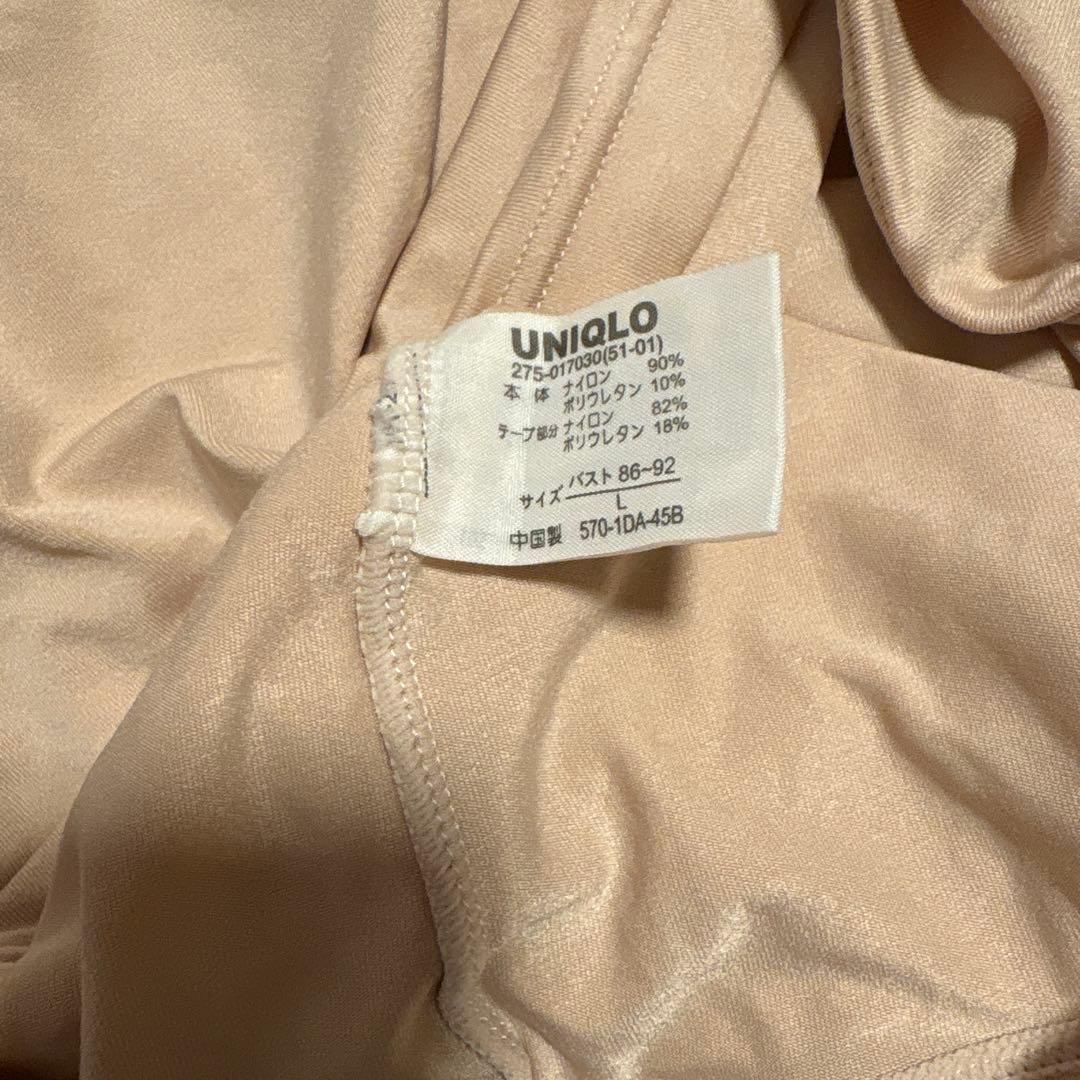 UNIQLO
275-017030(51-01)
本体 ナイロン 90%
ポリウレタン 10%
テープ部分 ナイロン 82%
ポリウレタン 18%
サイズ バスト 86~92
L
中国製 570-1DA-45B